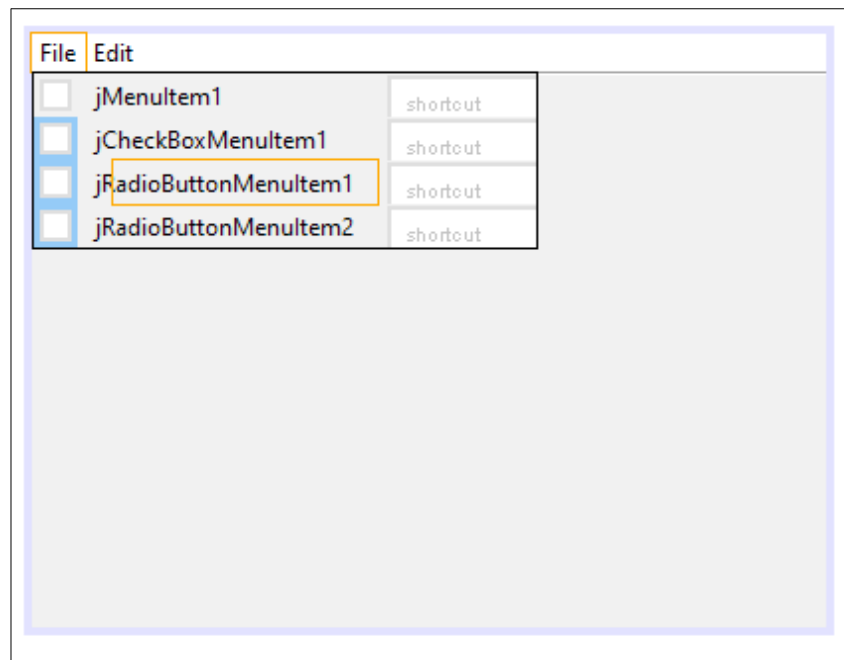 File Edit
jMenuItem1 shortcut
jCheckBoxMenuItem1 shortcut
jRadioButtonMenuItem1 shortcut
jRadioButtonMenuItem2 shortcut